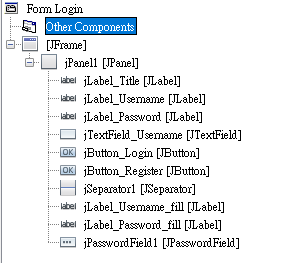 Form Login
Other Components
[JFrame]
jPanel1 [JPanel]
label jLabel_Title [JLabel]
label jLabel_Username [JLabel]
label jLabel_Password [JLabel]
jTextField_Username [JTextField]
OK jButton_Login [JButton]
OK jButton_Register [JButton]
jSeparator1 [JSeparator]
label jLabel_Username_fill [JLabel]
label jLabel_Password_fill [JLabel]
jPasswordField1 [JPasswordField]